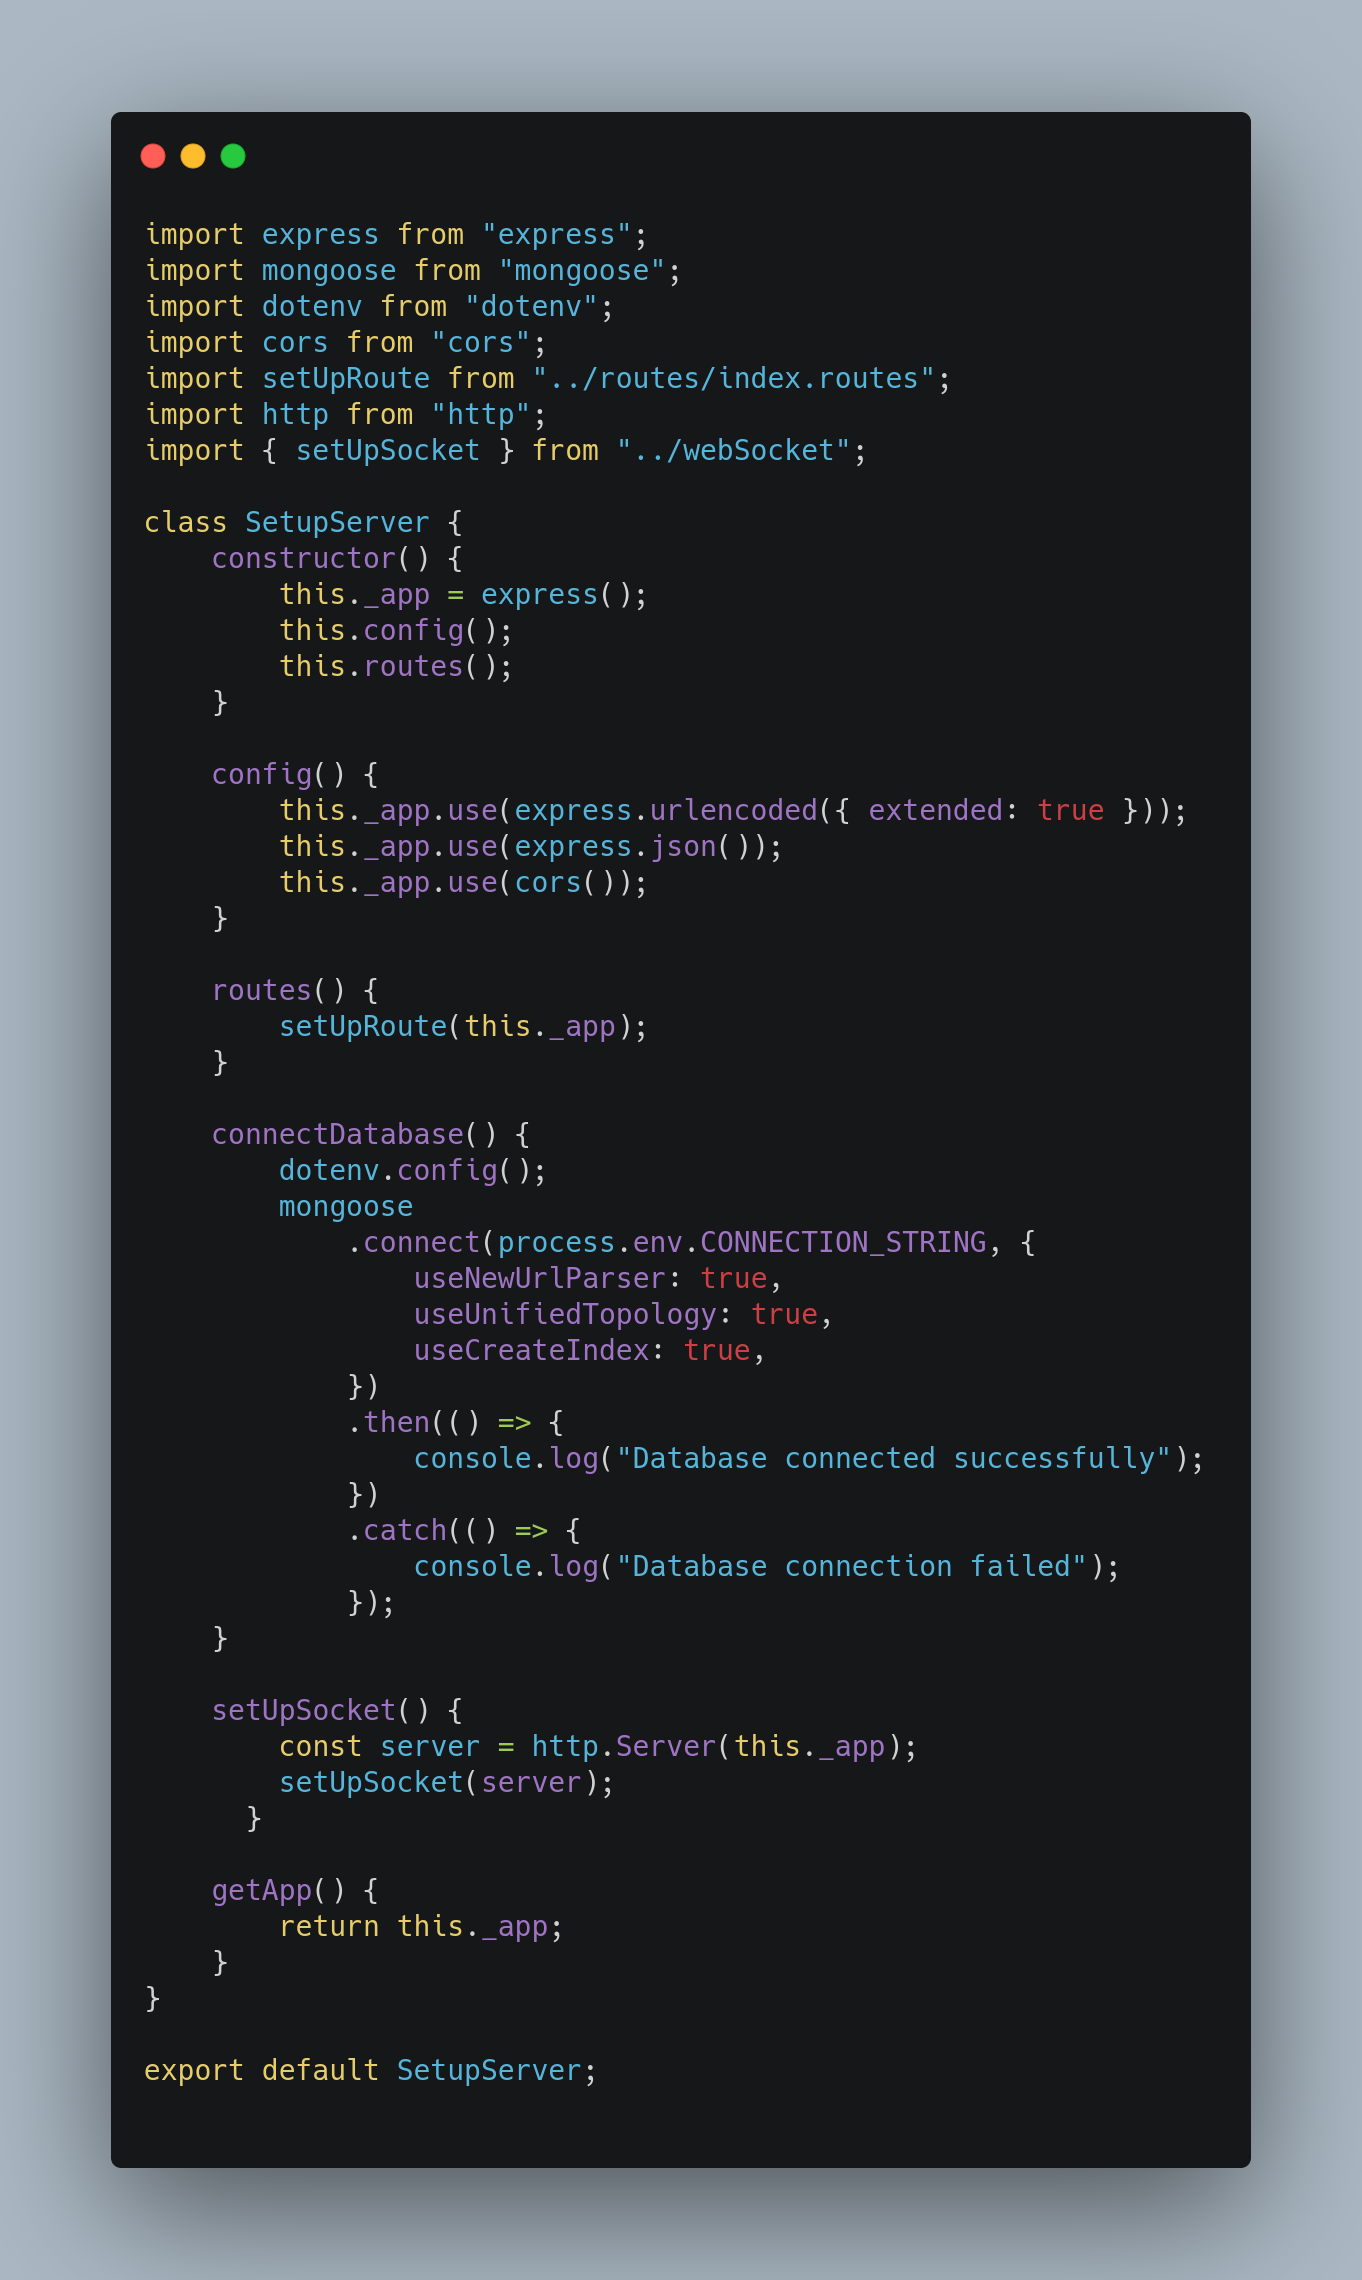 import express from "express";
import mongoose from "mongoose";
import dotenv from "dotenv";
import cors from "cors";
import setUpRoute from "../routes/index.routes";
import http from "http";
import { setUpSocket } from "../webSocket";

class SetupServer {
    constructor() {
        this._app = express();
        this.config();
        this.routes();
    }

    config() {
        this._app.use(express.urlencoded({ extended: true }));
        this._app.use(express.json());
        this._app.use(cors());
    }

    routes() {
        setUpRoute(this._app);
    }

    connectDatabase() {
        dotenv.config();
        mongoose
            .connect(process.env.CONNECTION_STRING, {
                useNewUrlParser: true,
                useUnifiedTopology: true,
                useCreateIndex: true,
            })
            .then(() => {
                console.log("Database connected successfully");
            })
            .catch(() => {
                console.log("Database connection failed");
            });
    }

    setUpSocket() {
        const server = http.Server(this._app);
        setUpSocket(server);
      }

    getApp() {
        return this._app;
    }
}

export default SetupServer;